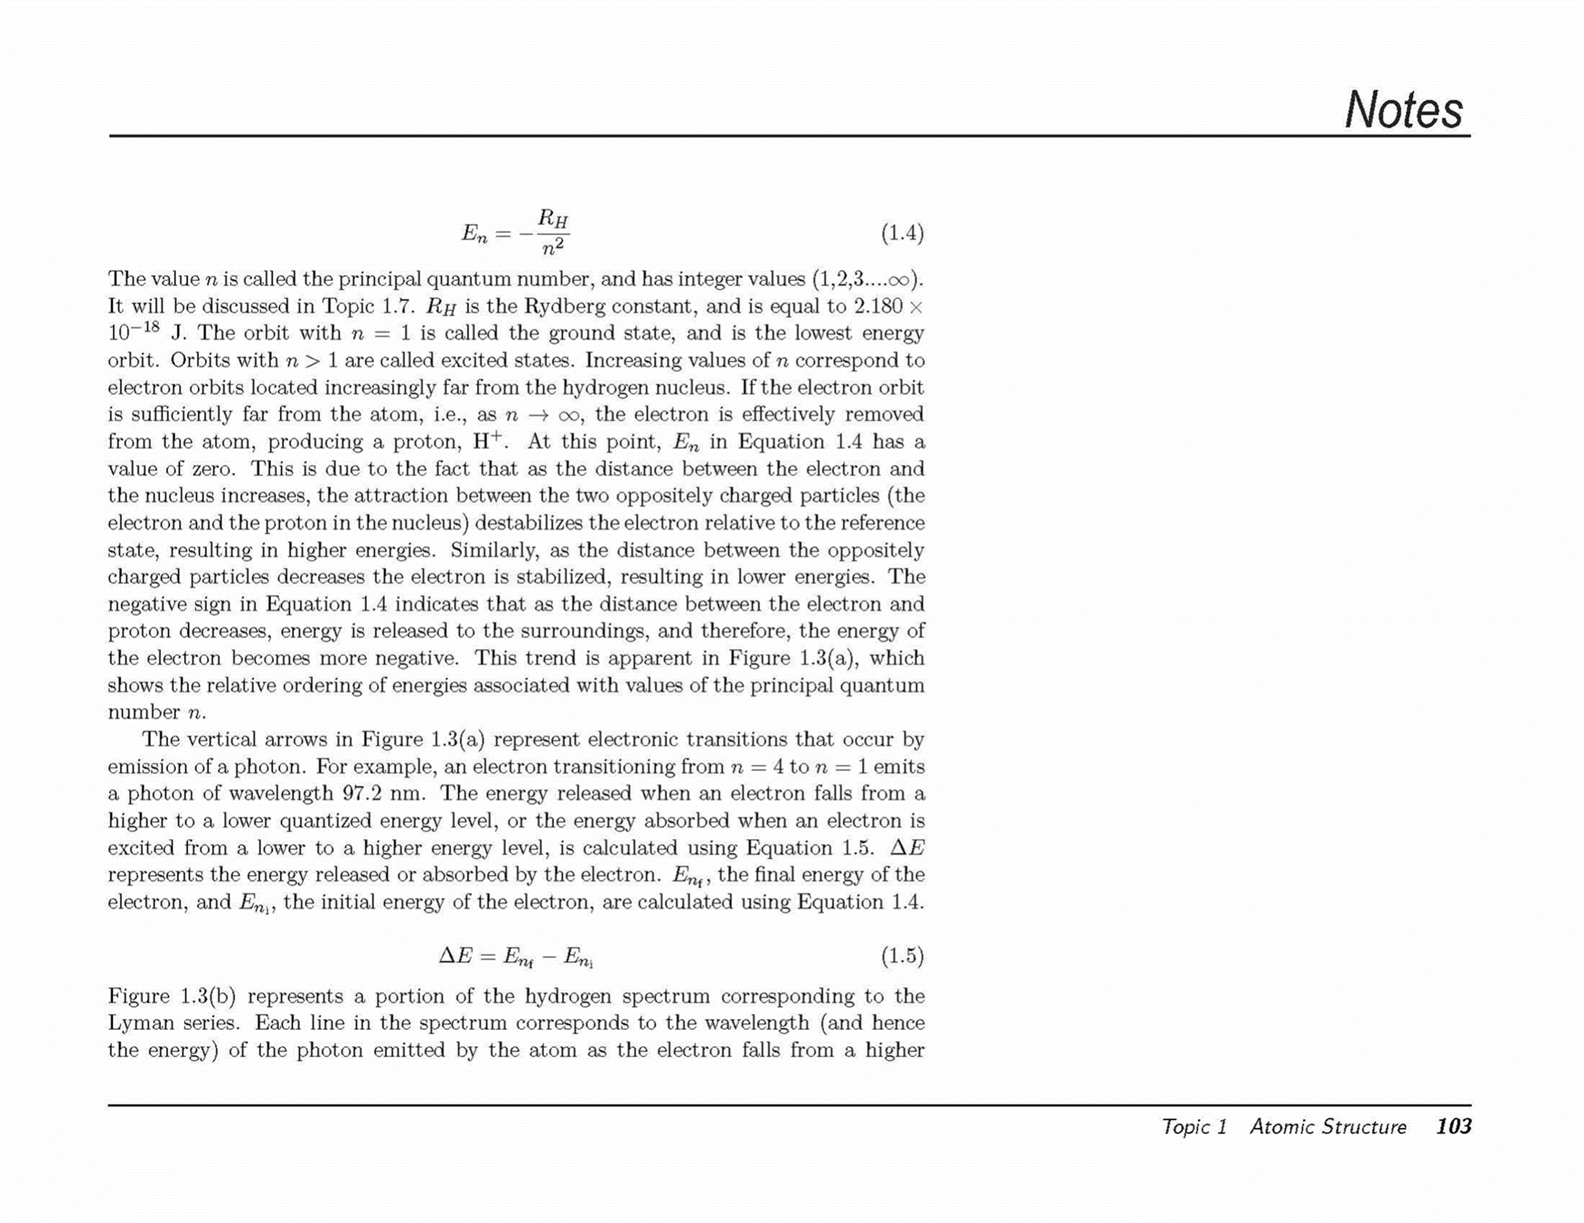 Notes
E_n = −R_H/n² (1.4)
The value n is called the principal quantum number, and has integer values (1,2,3....∞).
It will be discussed in Topic 1.7. R_H is the Rydberg constant, and is equal to 2.180 ×
10⁻¹⁸ J. The orbit with n = 1 is called the ground state, and is the lowest energy
orbit. Orbits with n > 1 are called excited states. Increasing values of n correspond to
electron orbits located increasingly far from the hydrogen nucleus. If the electron orbit
is sufficiently far from the atom, i.e., as n → ∞, the electron is effectively removed
from the atom, producing a proton, H⁺. At this point, E_n in Equation 1.4 has a
value of zero. This is due to the fact that as the distance between the electron and
the nucleus increases, the attraction between the two oppositely charged particles (the
electron and the proton in the nucleus) destabilizes the electron relative to the reference
state, resulting in higher energies. Similarly, as the distance between the oppositely
charged particles decreases the electron is stabilized, resulting in lower energies. The
negative sign in Equation 1.4 indicates that as the distance between the electron and
proton decreases, energy is released to the surroundings, and therefore, the energy of
the electron becomes more negative. This trend is apparent in Figure 1.3(a), which
shows the relative ordering of energies associated with values of the principal quantum
number n.
The vertical arrows in Figure 1.3(a) represent electronic transitions that occur by
emission of a photon. For example, an electron transitioning from n = 4 to n = 1 emits
a photon of wavelength 97.2 nm. The energy released when an electron falls from a
higher to a lower quantized energy level, or the energy absorbed when an electron is
excited from a lower to a higher energy level, is calculated using Equation 1.5. ΔE
represents the energy released or absorbed by the electron. E_{n_f}, the final energy of the
electron, and E_{n_i}, the initial energy of the electron, are calculated using Equation 1.4.
ΔE = E_{n_f} − E_{n_i} (1.5)
Figure 1.3(b) represents a portion of the hydrogen spectrum corresponding to the
Lyman series. Each line in the spectrum corresponds to the wavelength (and hence
the energy) of the photon emitted by the atom as the electron falls from a higher
Topic 1 Atomic Structure 103